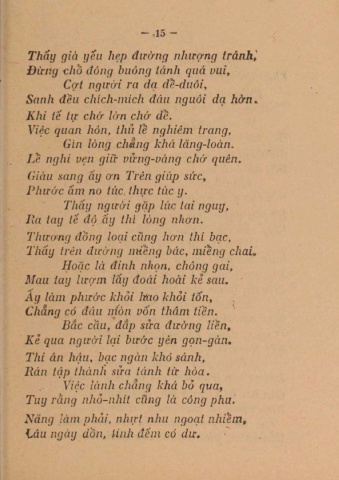 — 15 —
Thấy già yếu hẹp đường nhượng tránh,
Đừng chỗ đông buông tánh quá vui,
Cợt người ra dạ dể-duôi,
Sanh đều chích-mích đâu nguôi dạ hờn.
Khi tế tự chớ lờn chớ dể.
Việc quan hôn, thủ lễ nghiêm trang,
Gìn lòng chẳng khá lăng-loàn.
Lễ nghi vẹn giữ vững-vàng chớ quên.
Giàu sang ấy ơn Trên giúp sức,
Phước ấm no túc thực túc y.
Thấy người gặp lúc tai nguy,
Ra tay tế độ ấy thì lòng nhơn.
Thương đồng loại cũng hơn thí bạc,
Thấy trên đường miểng bác, miểng chai.
Hoặc là đinh nhọn, chông gai,
Mau tay lượm lấy đoái hoài kẻ sau.
Ấy làm phước khỏi hao khỏi tốn,
Chẳng có đâu mòn vốn thâm tiền.
Bắc cầu, đắp sửa đường liền,
Kẻ qua người lại bước yên gọn-gàn.
Thi ân hậu, bạc ngàn khó sánh,
Rán tập thành sửa tánh từ hòa.
Việc lành chẳng khá bỏ qua,
Tuy rằng nhỏ-nhít cũng là công phu.
Năng làm phải, nhựt nhu ngoạt nhiễm,
Lâu ngày dồn, tính đếm có dư.